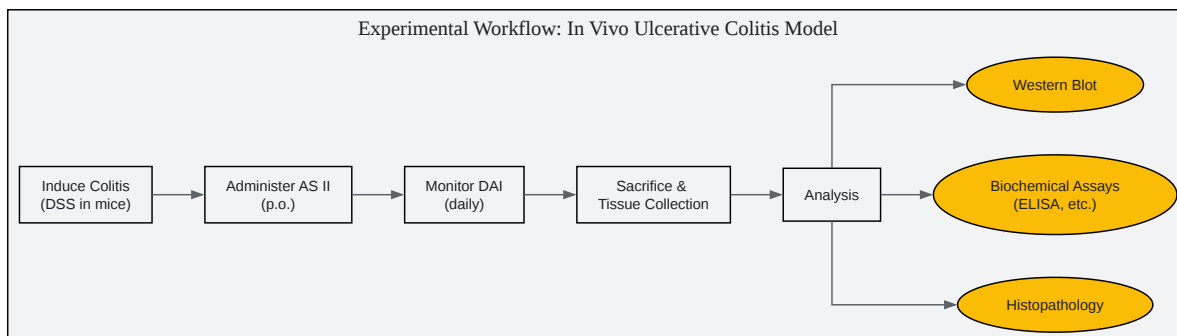 Experimental Workflow: In Vivo Ulcerative Colitis Model
Induce Colitis
(DSS in mice)
Administer AS II
(p.o.)
Monitor DAI
(daily)
Sacrifice &
Tissue Collection
Analysis
Western Blot
Biochemical Assays
(ELISA, etc.)
Histopathology